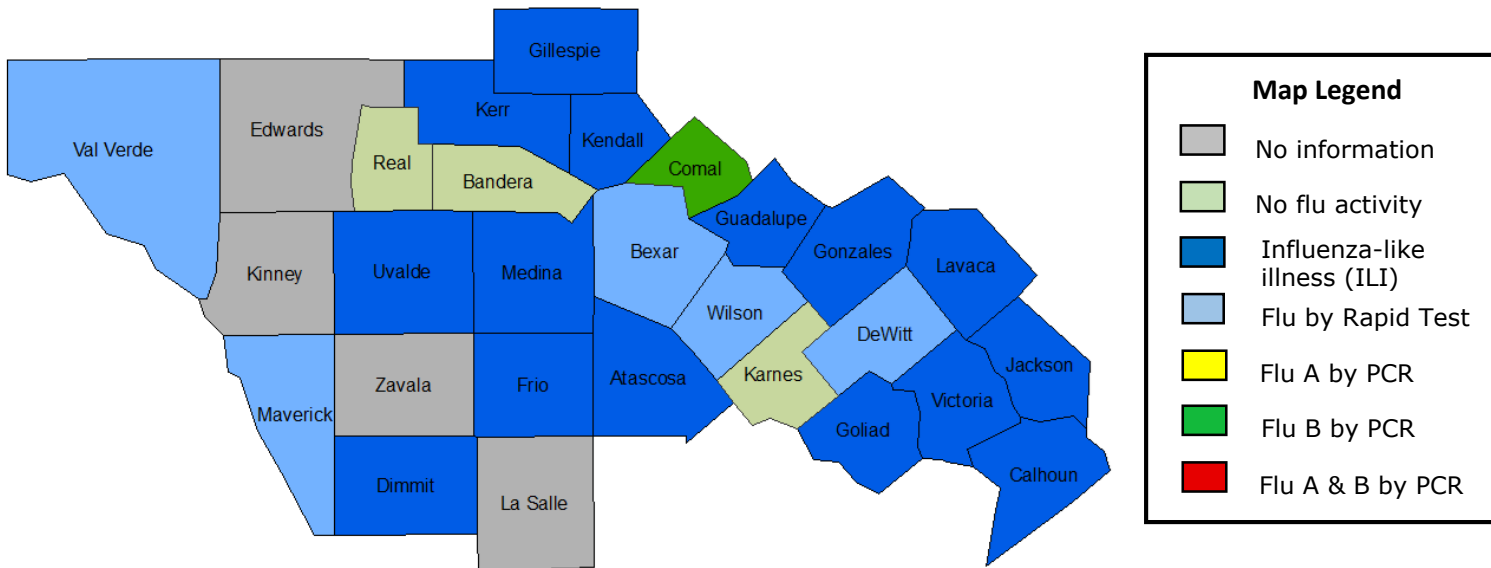 Gillespie
Kerr
Edwards
Kendall
Val Verde
Real
Comal
Bandera
Guadalupe
Bexar
Gonzales
Lavaca
Kinney
Uvalde
Medina
Wilson
DeWitt
Jackson
Karnes
Zavala
Frio
Atascosa
Victoria
Maverick
Goliad
Calhoun
Dimmit
La Salle
Map Legend
No information
No flu activity
Influenza-like
illness (ILI)
Flu by Rapid Test
Flu A by PCR
Flu B by PCR
Flu A & B by PCR